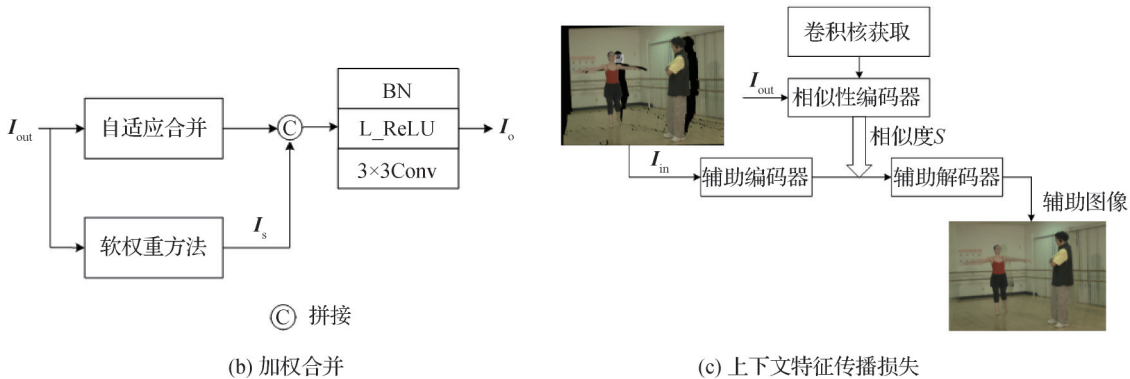 I_out
自适应合并
软权重方法
I_s
C
BN
L_ReLU
3×3Conv
I_o
C 拼接
(b) 加权合并
卷积核获取
I_out
相似性编码器
相似度S
I_in
辅助编码器
辅助解码器
辅助图像
(c) 上下文特征传播损失